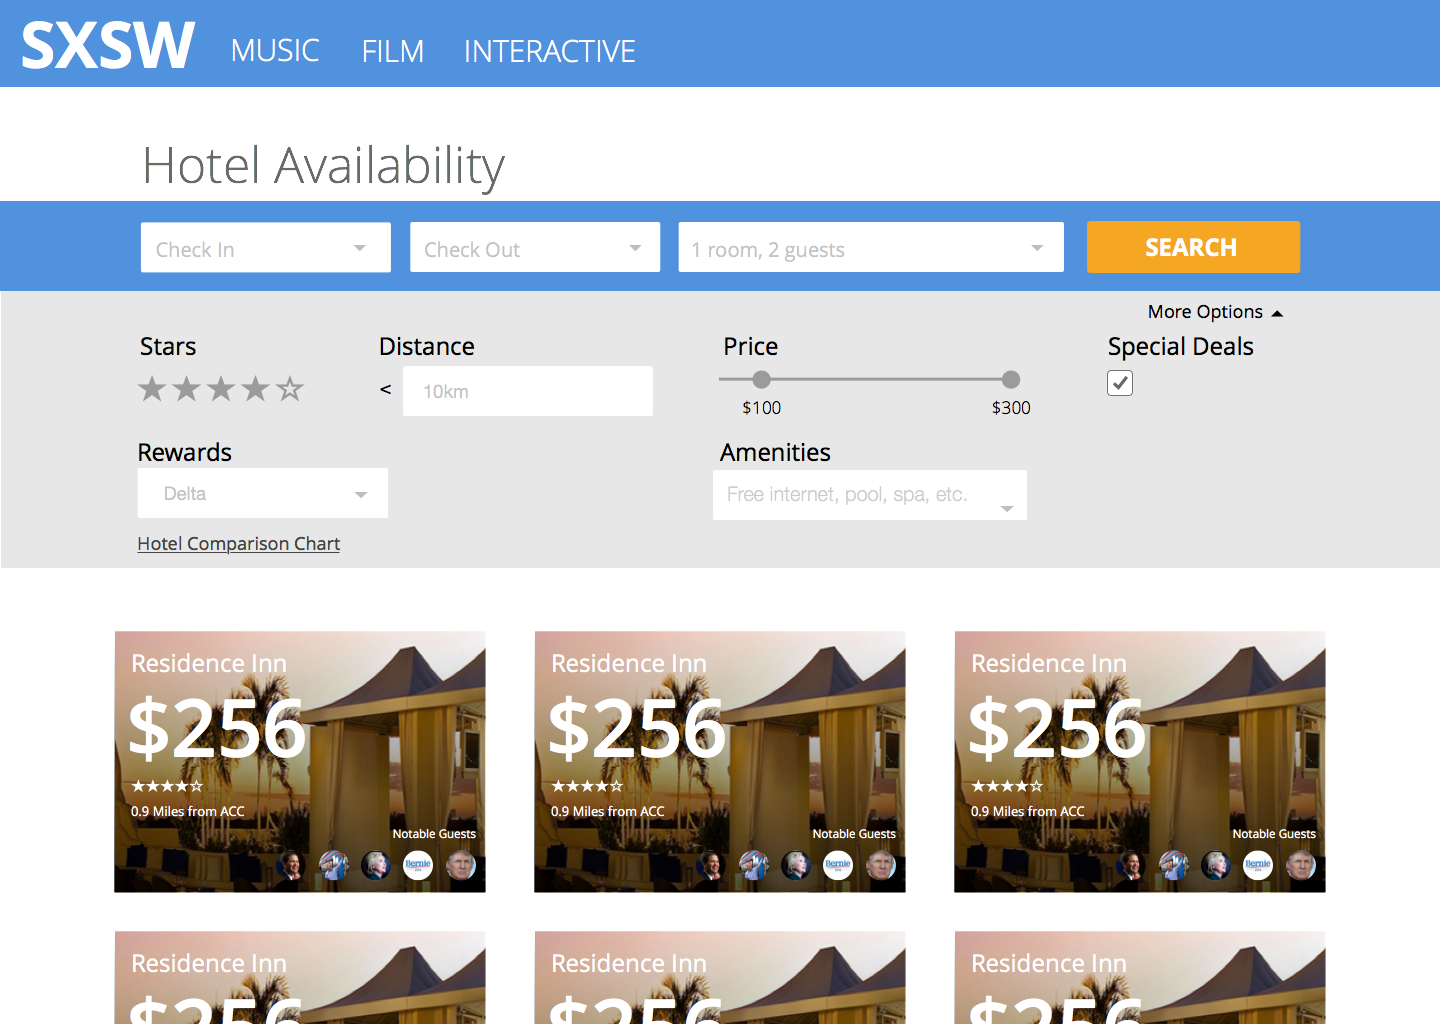 SXSW MUSIC FILM INTERACTIVE
Hotel Availability
Check In Check Out 1 room, 2 guests SEARCH
More Options
Stars Distance Price Special Deals
< 10km
$100 $300
Rewards Amenities
Delta Free internet, pool, spa, etc.
Hotel Comparison Chart
Residence Inn Residence Inn Residence Inn
$256 $256 $256
0.9 Miles from ACC 0.9 Miles from ACC 0.9 Miles from ACC
Notable Guests Notable Guests Notable Guests
Bernie Bernie Bernie
Residence Inn Residence Inn Residence Inn
$256 $256 $256